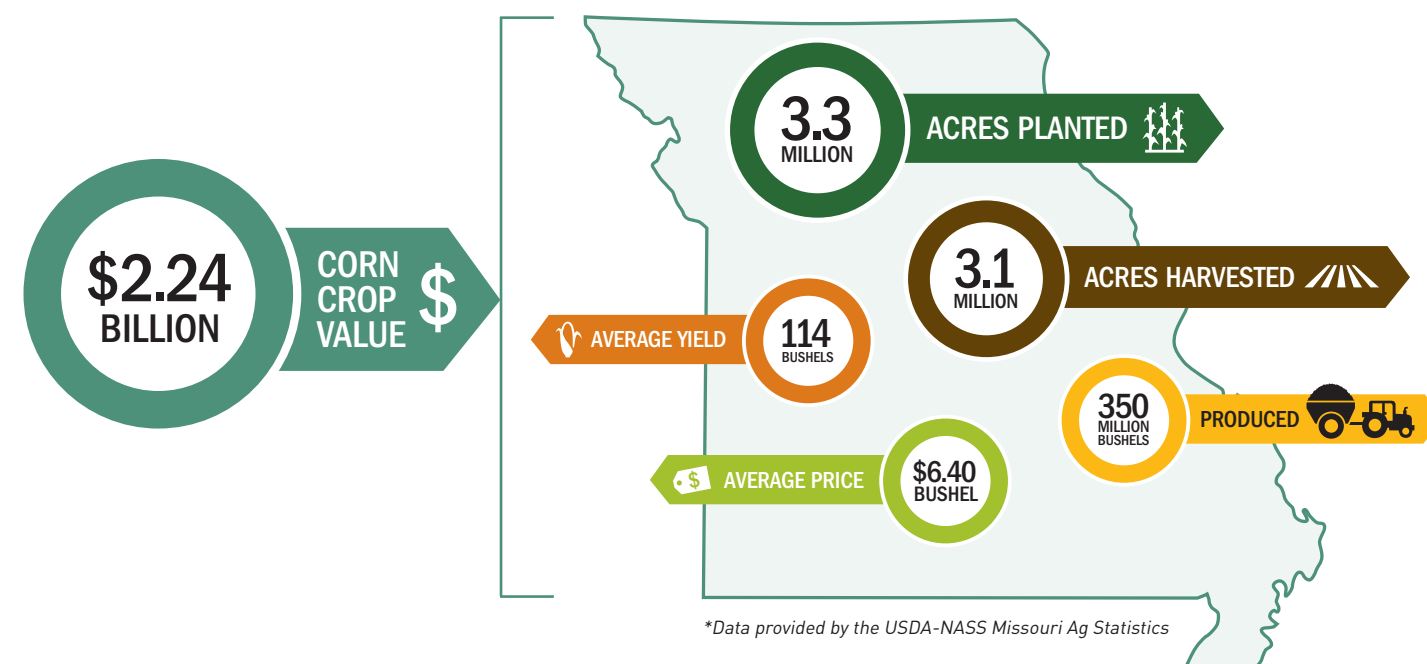 $2.24
BILLION
CORN
CROP
VALUE
$
3.3
MILLION
ACRES PLANTED
3.1
MILLION
ACRES HARVESTED
AVERAGE YIELD
114
BUSHELS
350
MILLION
BUSHELS
PRODUCED
$
AVERAGE PRICE
$6.40
BUSHEL
*Data provided by the USDA-NASS Missouri Ag Statistics